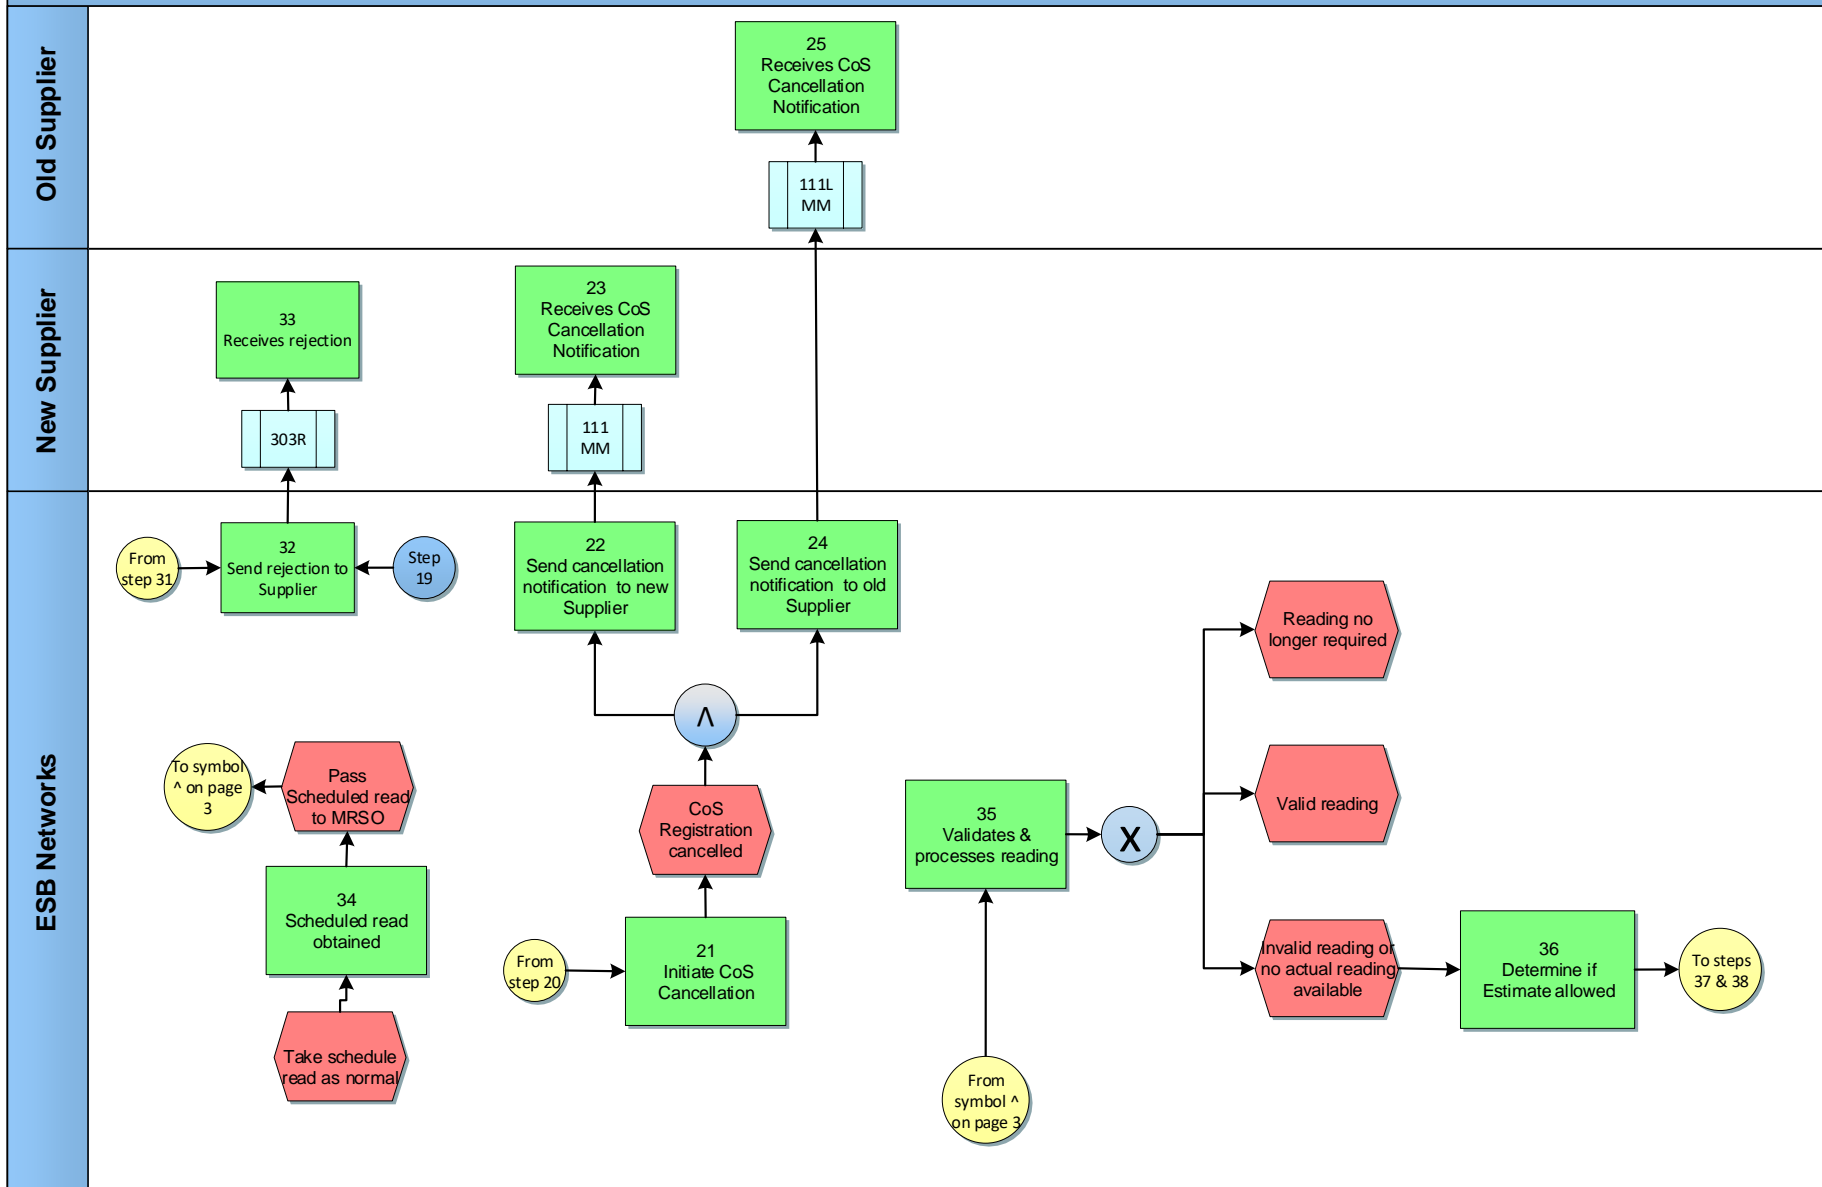 Old Supplier
25
Receives CoS
Cancellation
Notification
111L
MM
New Supplier
33
Receives rejection
303R
23
Receives CoS
Cancellation
Notification
111
MM
ESB Networks
From
step 31
32
Send rejection to
Supplier
Step
19
22
Send cancellation
notification to new
Supplier
24
Send cancellation
notification to old
Supplier
Λ
To symbol
^ on page
3
Pass
Scheduled read
to MRSO
34
Scheduled read
obtained
Take schedule
read as normal
CoS
Registration
cancelled
From
step 20
21
Initiate CoS
Cancellation
35
Validates &
processes reading
X
From
symbol ^
on page 3
Reading no
longer required
Valid reading
Invalid reading or
no actual reading
available
36
Determine if
Estimate allowed
To steps
37 & 38